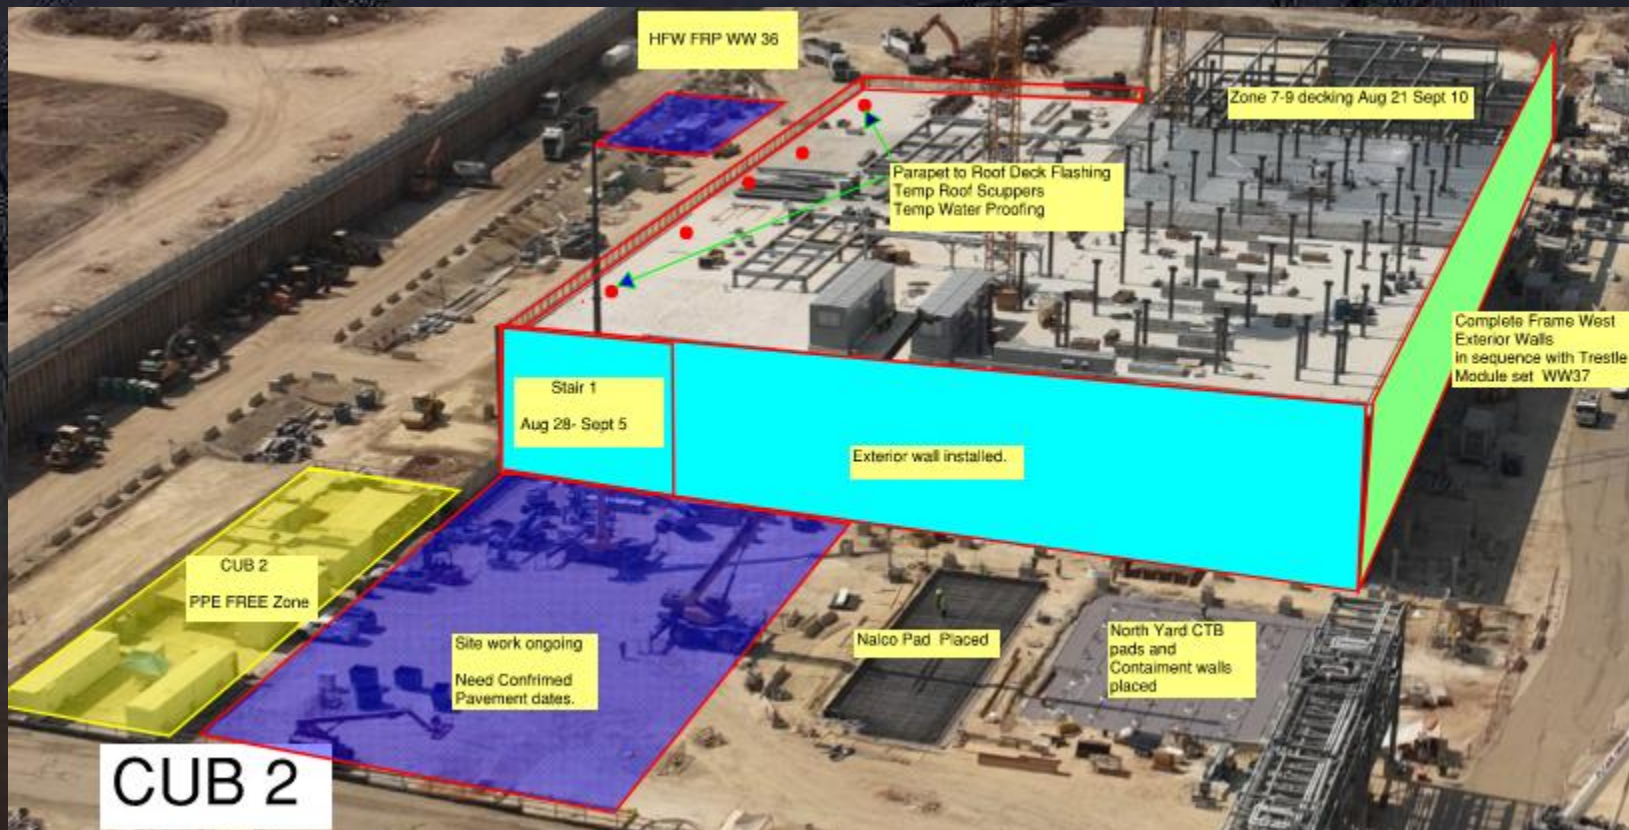 HFW FRP WW 36
Zone 7-9 decking Aug 21 Sept 10
Parapet to Roof Deck Flashing
Temp Roof Scuppers
Temp Water Proofing
Complete Frame West
Exterior Walls
in sequence with Trestle
Module set WW37
Stair 1
Aug 28- Sept 5
Exterior wall installed.
CUB 2
PPE FREE Zone
Site work ongoing
Need Confrimed
Pavement dates.
Nalco Pad Placed
North Yard CTB
pads and
Contaiment walls
placed
CUB 2